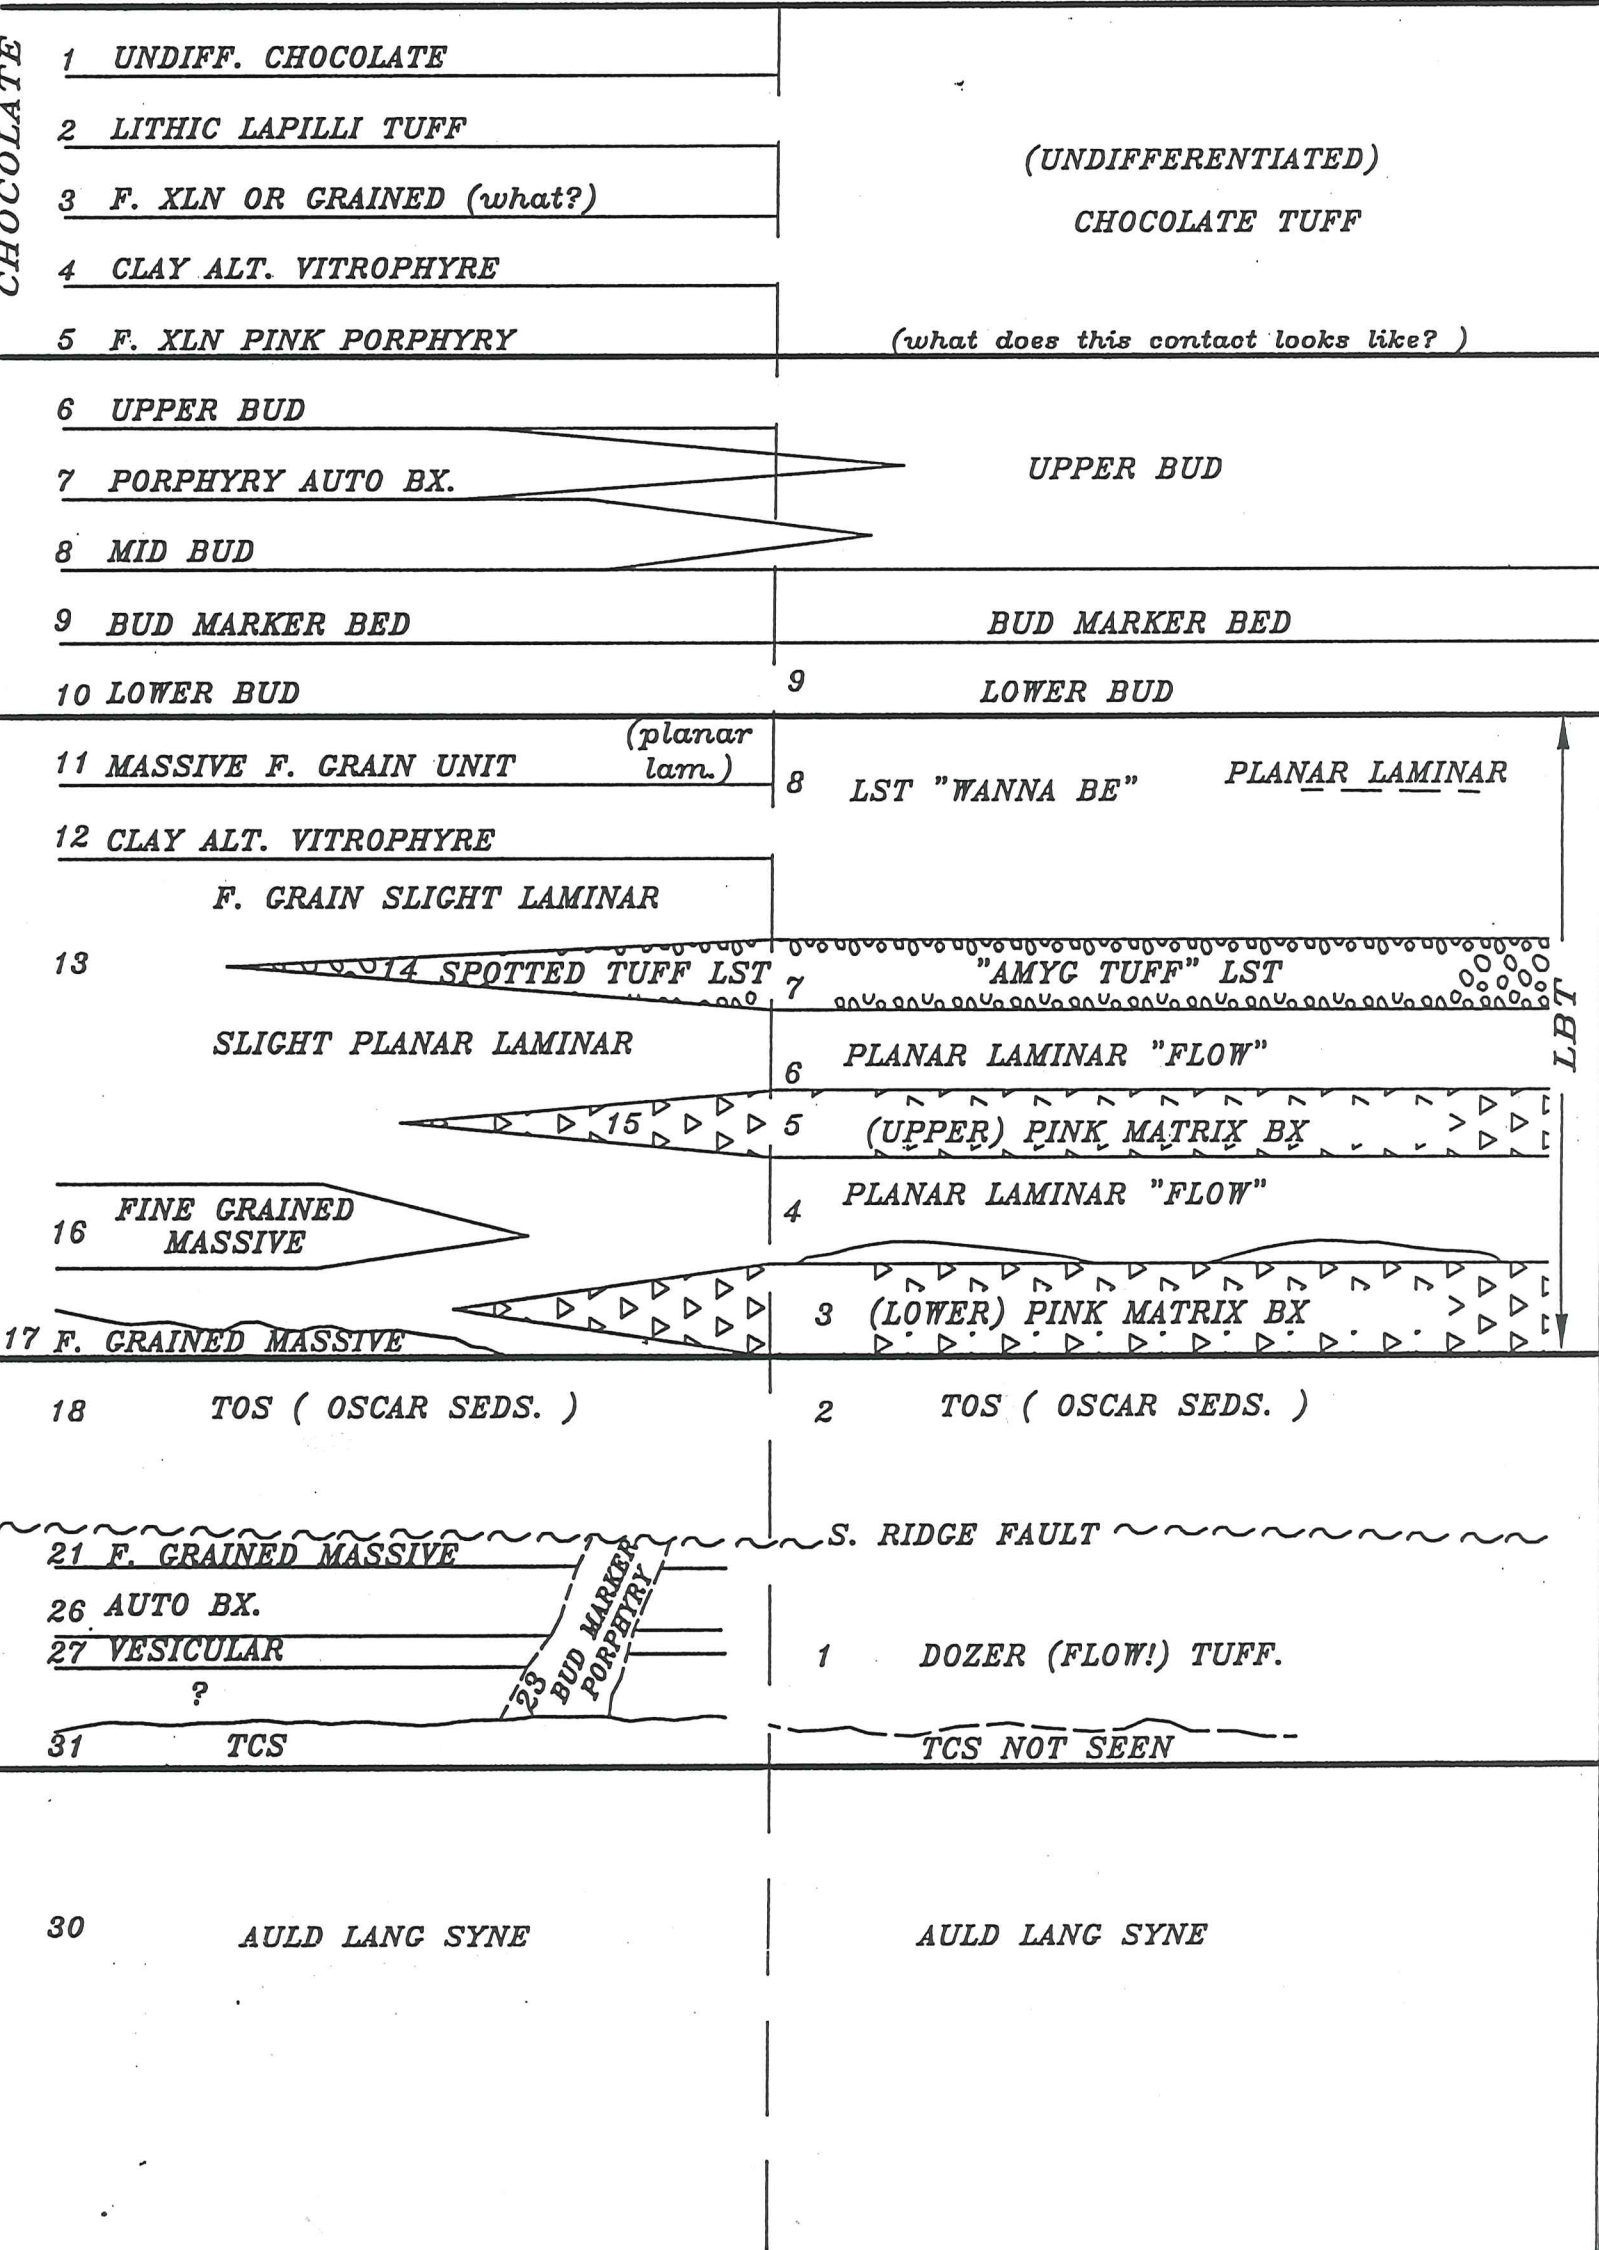 CHOCOLATE
1 UNDIFF. CHOCOLATE
2 LITHIC LAPILLI TUFF
3 F. XLN OR GRAINED (what?)
4 CLAY ALT. VITROPHYRE
5 F. XLN PINK PORPHYRY
(UNDIFFERENTIATED)
CHOCOLATE TUFF
(what does this contact looks like? )
6 UPPER BUD
7 PORPHYRY AUTO BX.
8 MID BUD
UPPER BUD
9 BUD MARKER BED
BUD MARKER BED
10 LOWER BUD
9 LOWER BUD
11 MASSIVE F. GRAIN UNIT
(planar
lam.)
8 LST "WANNA BE"
PLANAR LAMINAR
12 CLAY ALT. VITROPHYRE
F. GRAIN SLIGHT LAMINAR
13
14 SPOTTED TUFF LST
7 "AMYG TUFF" LST
LBT
SLIGHT PLANAR LAMINAR
6 PLANAR LAMINAR "FLOW"
15
5 (UPPER) PINK MATRIX BX
16 FINE GRAINED
MASSIVE
4 PLANAR LAMINAR "FLOW"
3 (LOWER) PINK MATRIX BX
17 F. GRAINED MASSIVE
18 TOS ( OSCAR SEDS. )
2 TOS ( OSCAR SEDS. )
S. RIDGE FAULT
21 F. GRAINED MASSIVE
26 AUTO BX.
27 VESICULAR
?
23 BUD MARKER
PORPHYRY
1 DOZER (FLOW!) TUFF.
31 TCS
TCS NOT SEEN
30 AULD LANG SYNE
AULD LANG SYNE